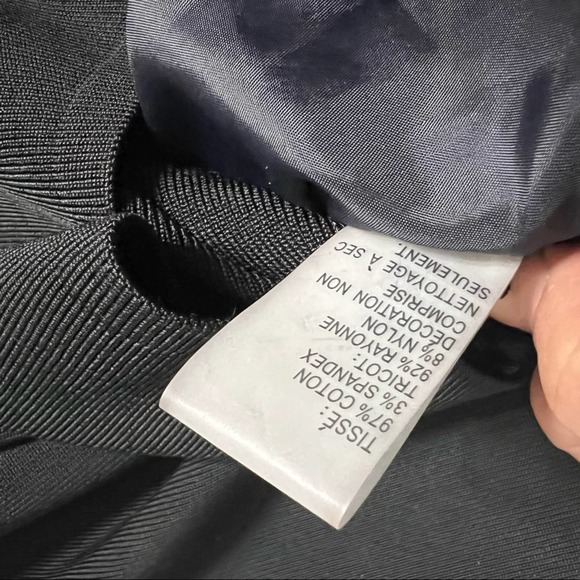 TISSÉ:
97% COTON
3% SPANDEX
TRICOT:
92% RAYONNE
8% NYLON
DÉCORATION NON
COMPRISE.
NETTOYAGE À SEC
SEULEMENT.